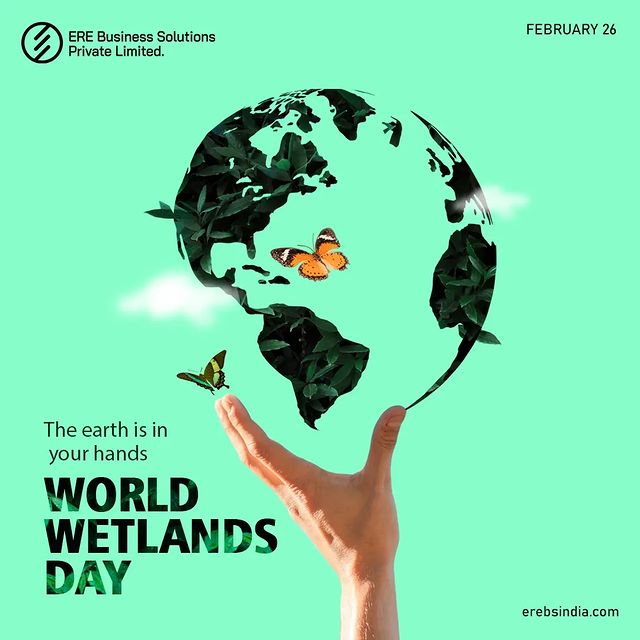 ERE Business Solutions
Private Limited.
FEBRUARY 26
The earth is in
your hands
WORLD
WETLANDS
DAY
erebsindia.com